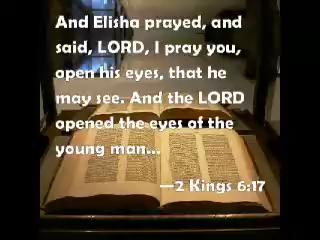 And Elisha prayed, and
said, LORD, I pray you,
open his eyes, that he
may see. And the LORD
opened the eyes of the
young man...
—2 Kings 6:17